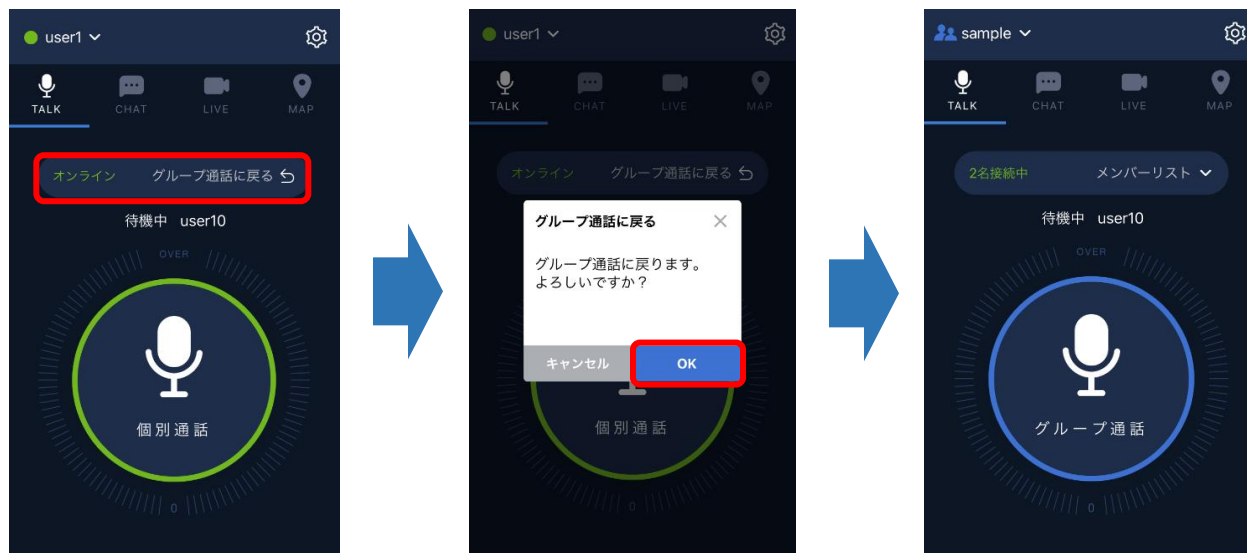 user1
TALK CHAT LIVE MAP
オンライン グループ通話に戻る
待機中 user10
OVER
個別通話
0
user1
TALK CHAT LIVE MAP
オンライン グループ通話に戻る
グループ通話に戻る
グループ通話に戻ります。
よろしいですか？
キャンセル OK
個別通話
0
sample
TALK CHAT LIVE MAP
2名接続中 メンバーリスト
待機中 user10
OVER
グループ通話
0